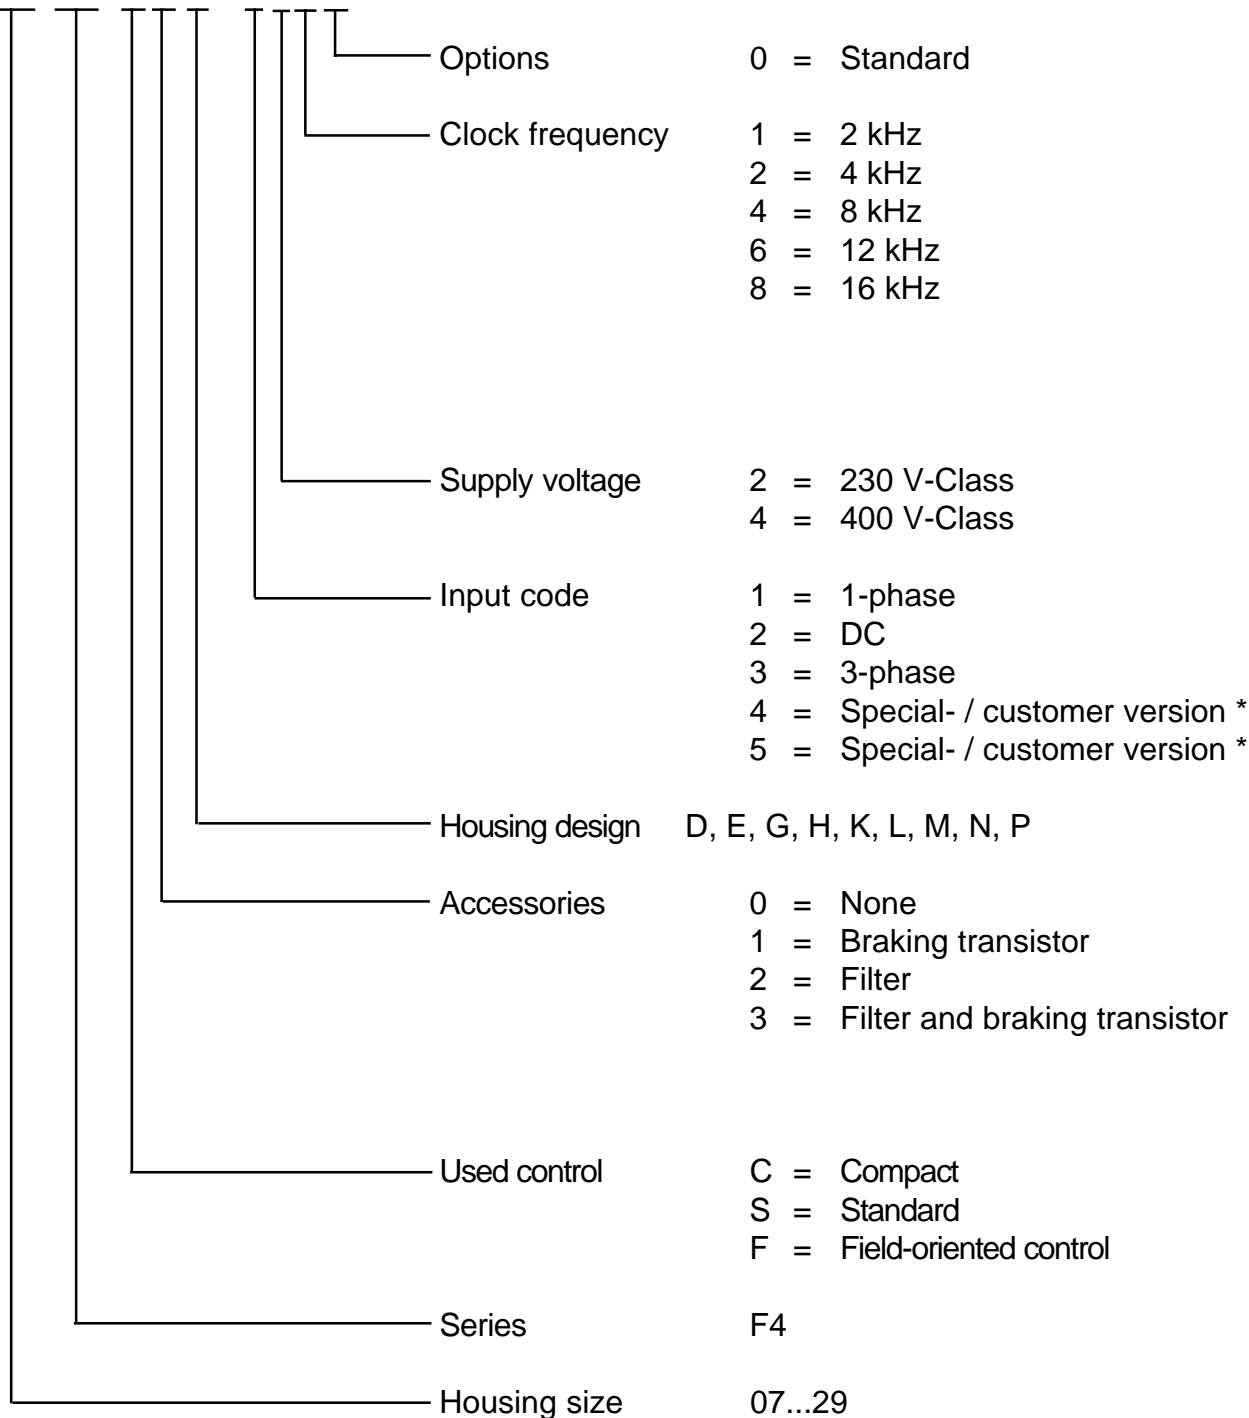 Options 0 = Standard
Clock frequency 1 = 2 kHz
2 = 4 kHz
4 = 8 kHz
6 = 12 kHz
8 = 16 kHz
Supply voltage 2 = 230 V-Class
4 = 400 V-Class
Input code 1 = 1-phase
2 = DC
3 = 3-phase
4 = Special- / customer version *
5 = Special- / customer version *
Housing design D, E, G, H, K, L, M, N, P
Accessories 0 = None
1 = Braking transistor
2 = Filter
3 = Filter and braking transistor
Used control C = Compact
S = Standard
F = Field-oriented control
Series F4
Housing size 07...29